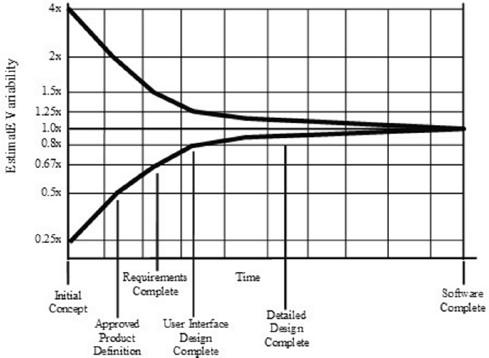 4x
2x
1.5x
1.25x
1.0x
0.8x
0.67x
0.5x
0.25x
EstimatE Variability
Initial
Concept
Approved
Product
Definition
Requirements
Complete
User Interface
Design
Complete
Time
Detailed
Design
Complete
Software
Complete